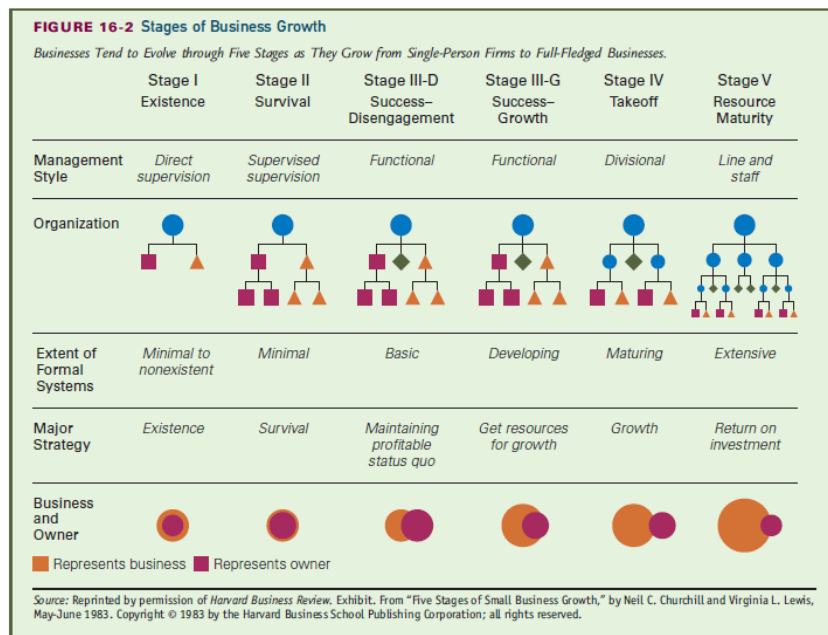 FIGURE 16-2 Stages of Business Growth
Businesses Tend to Evolve through Five Stages as They Grow from Single-Person Firms to Full-Fledged Businesses.
Stage I Stage II Stage III-D Stage III-G Stage IV Stage V
Existence Survival Success– Success– Takeoff Resource
Disengagement Growth Maturity
Management Direct Supervised Functional Functional Divisional Line and
Style supervision supervision staff
Organization
Extent of Minimal to Minimal Basic Developing Maturing Extensive
Formal nonexistent
Systems
Major Existence Survival Maintaining Get resources Growth Return on
Strategy profitable for growth investment
status quo
Business
and
Owner
Represents business Represents owner
Source: Reprinted by permission of Harvard Business Review. Exhibit. From “Five Stages of Small Business Growth,” by Neil C. Churchill and Virginia L. Lewis,
May-June 1983. Copyright © 1983 by the Harvard Business School Publishing Corporation; all rights reserved.